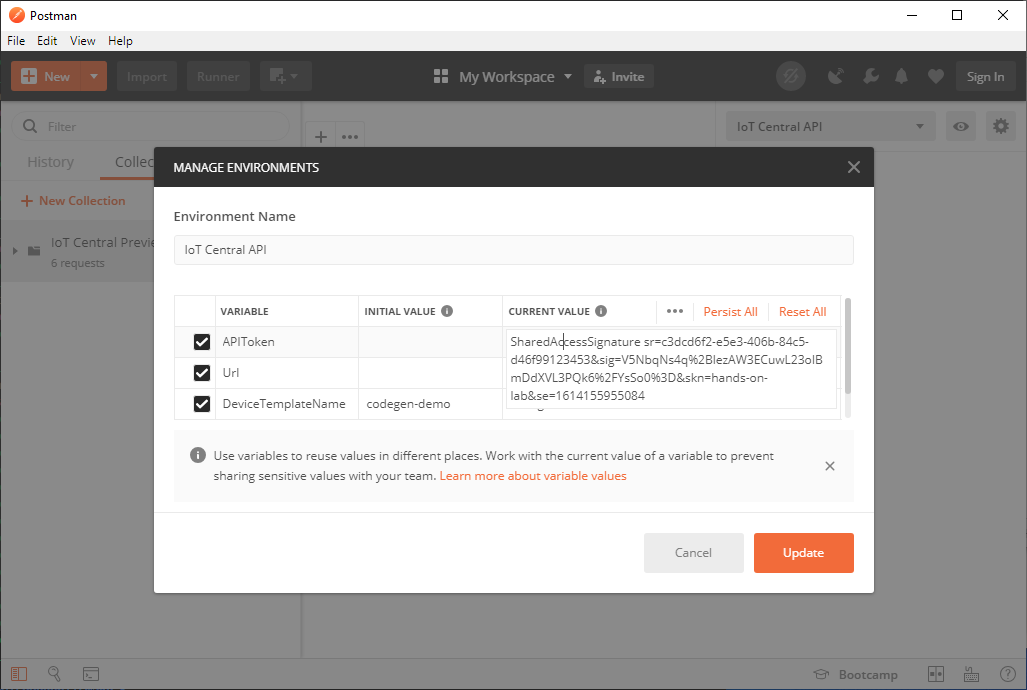 Postman
File Edit View Help
New
Import
Runner
My Workspace
Invite
Sign In
Filter
IoT Central API
History
Collec
New Collection
IoT Central Previe
6 requests
MANAGE ENVIRONMENTS
Environment Name
IoT Central API
VARIABLE
INITIAL VALUE
CURRENT VALUE
Persist All
Reset All
APIToken
SharedAccessSignature sr=c3dcd6f2-e5e3-406b-84c5-
d46f99123453&sig=V5NbqNs4q%2BIezAW3ECuwL23oIB
mDdXVL3PQk6%2FYsSo0%3D&skn=hands-on-
lab&se=1614155955084
Url
DeviceTemplateName
codegen-demo
Use variables to reuse values in different places. Work with the current value of a variable to prevent
sharing sensitive values with your team. Learn more about variable values
Cancel
Update
Bootcamp